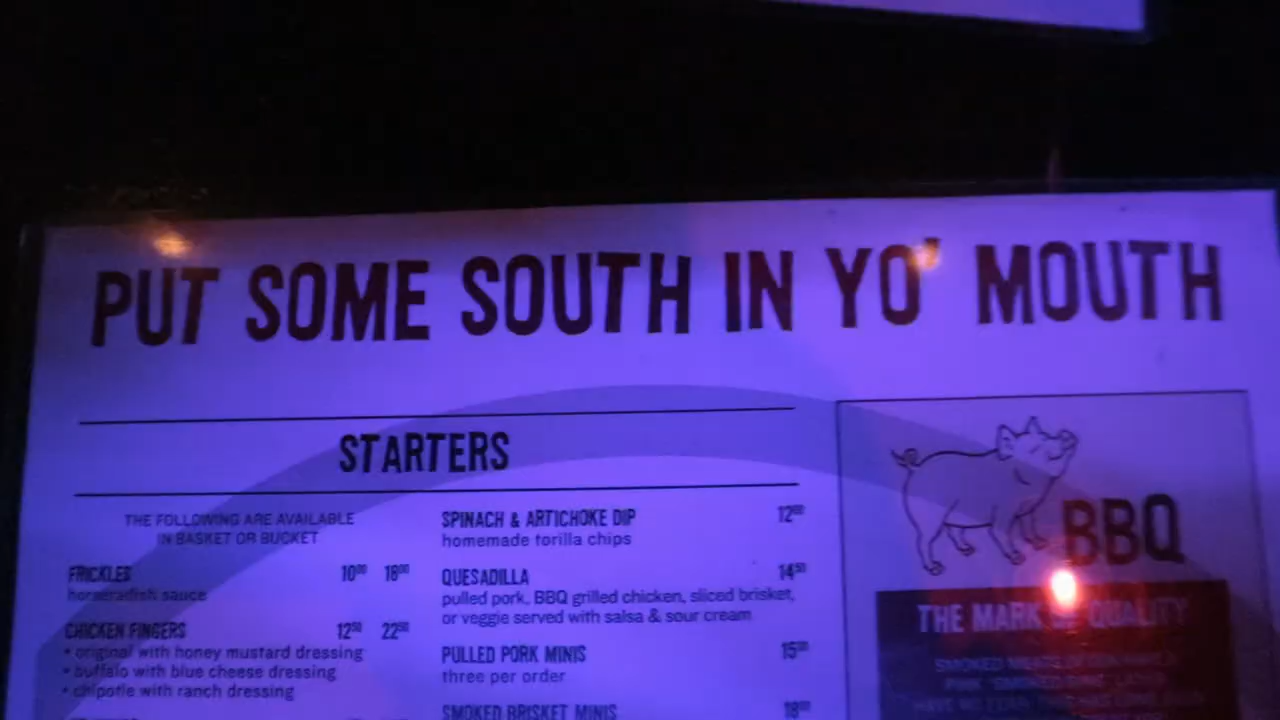 PUT SOME SOUTH IN YO' MOUTH
STARTERS
THE FOLLOWING ARE AVAILABLE
IN BASKET OR BUCKET
FRICKLES 10⁰⁰ 18⁰⁰
horseradish sauce
CHICKEN FINGERS 12⁵⁰ 22⁵⁰
• original with honey mustard dressing
• buffalo with blue cheese dressing
• chipotle with ranch dressing
SPINACH & ARTICHOKE DIP 12⁰⁰
homemade torilla chips
QUESADILLA 14⁵⁰
pulled pork, BBQ grilled chicken, sliced brisket,
or veggie served with salsa & sour cream
PULLED PORK MINIS 15⁰⁰
three per order
SMOKED BRISKET MINIS 18⁰⁰
BBQ
THE MARK OF QUALITY